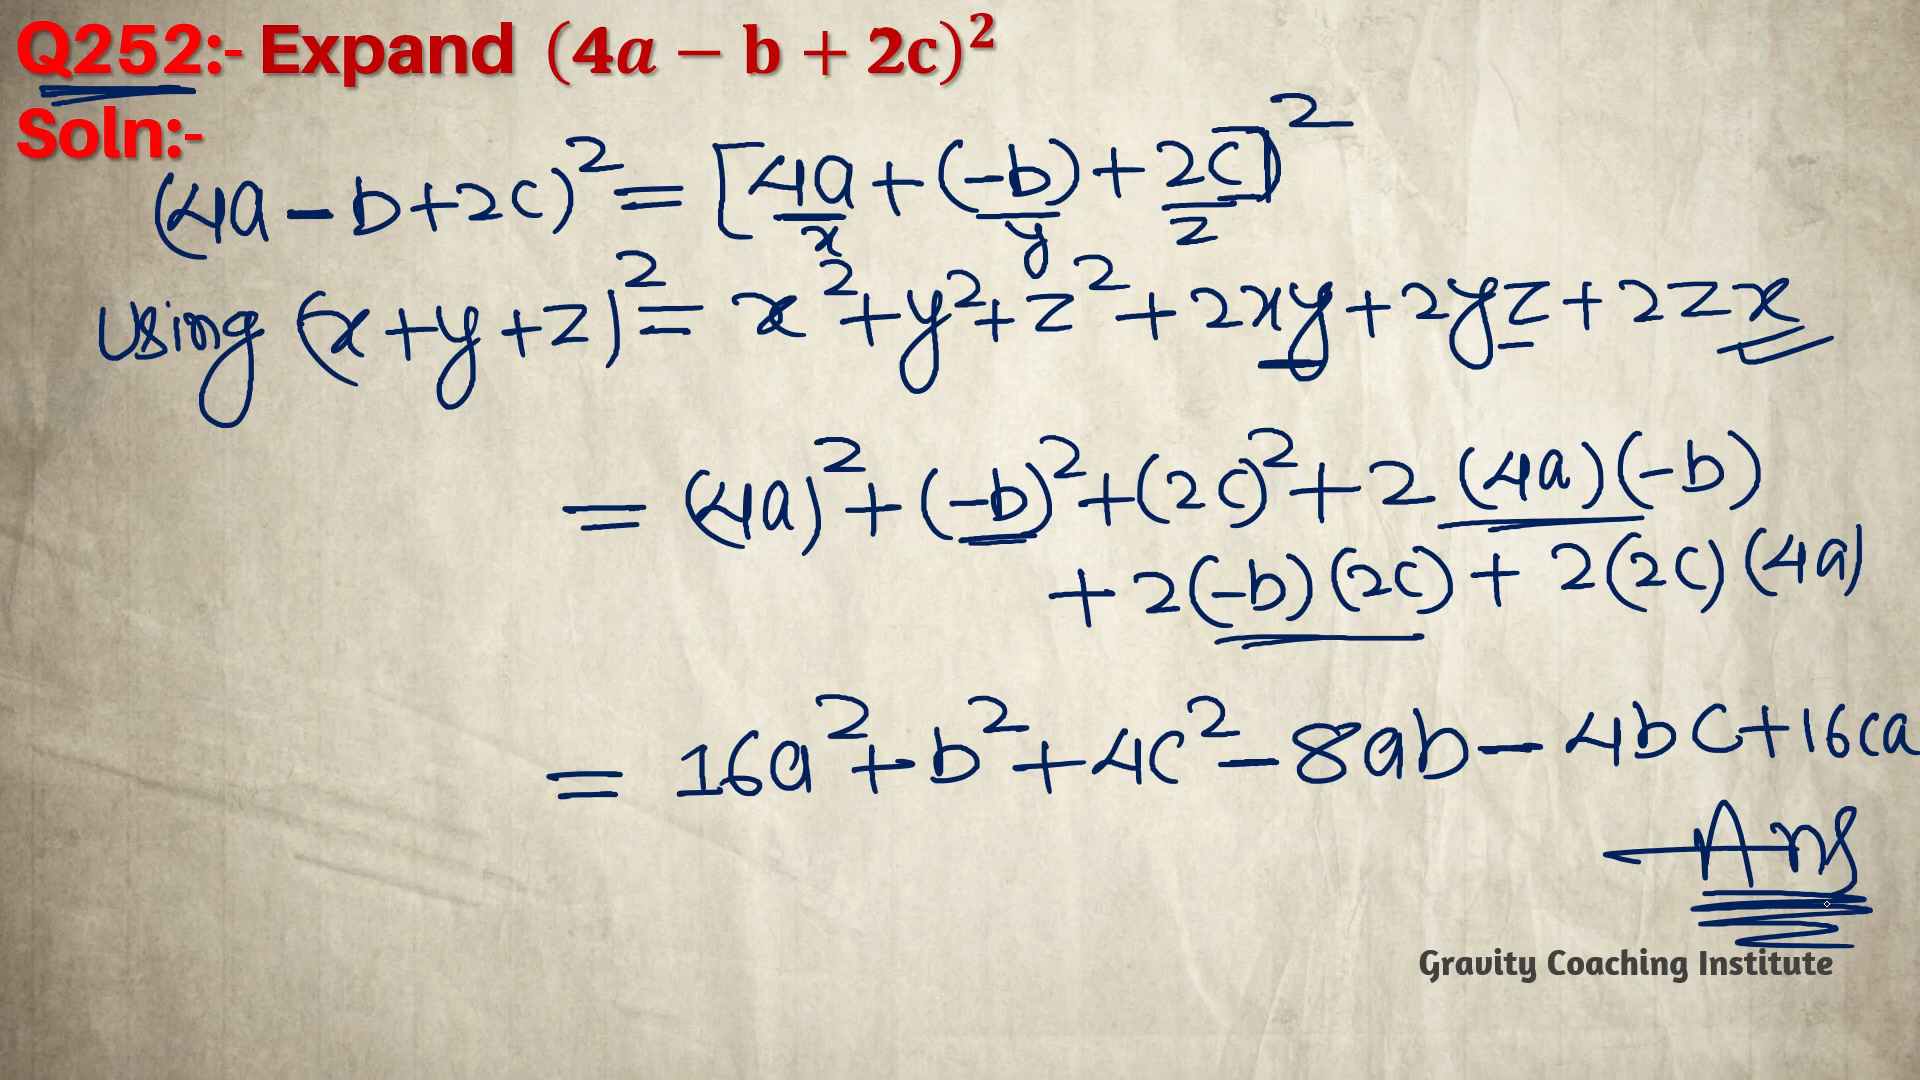 Q252:- Expand (4a − b + 2c)²
Soln:-
(4a - b + 2c)² = [4a + (-b) + 2c]²
x y z
Using (x + y + z)² = x² + y² + z² + 2xy + 2yz + 2zx
= (4a)² + (-b)² + (2c)² + 2 (4a)(-b)
+ 2(-b)(2c) + 2(2c)(4a)
= 16a² + b² + 4c² - 8ab - 4bc + 16ca
Ans
Gravity Coaching Institute